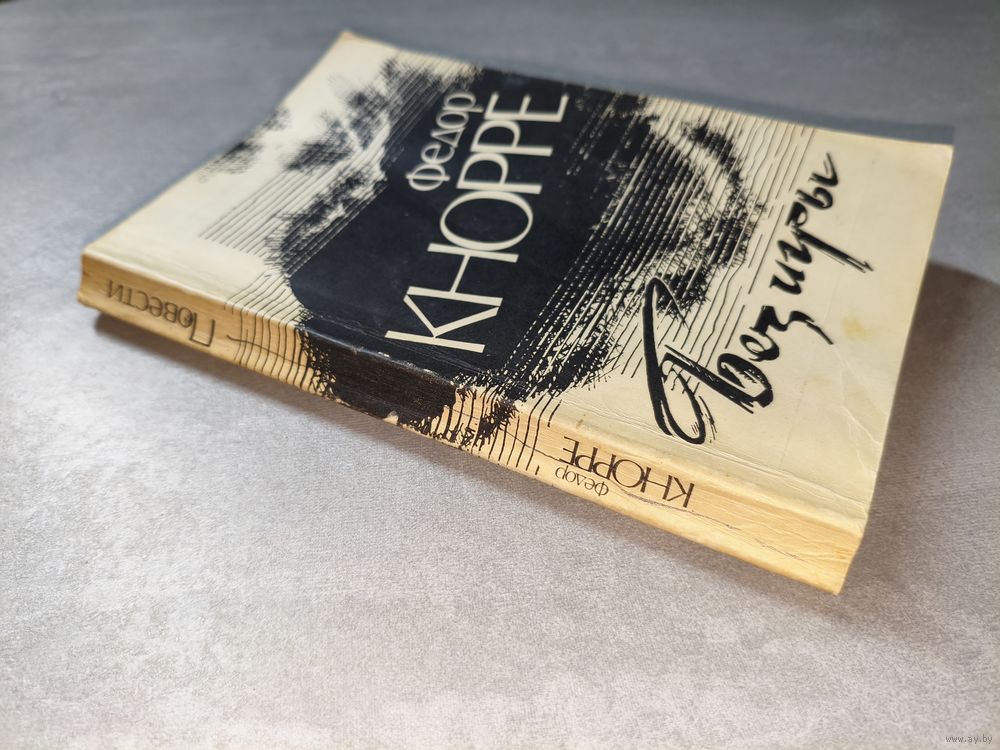 Федор
КНОРРЕ
Без игры
Федор
КНОРРЕ
Повести
www.ay.by